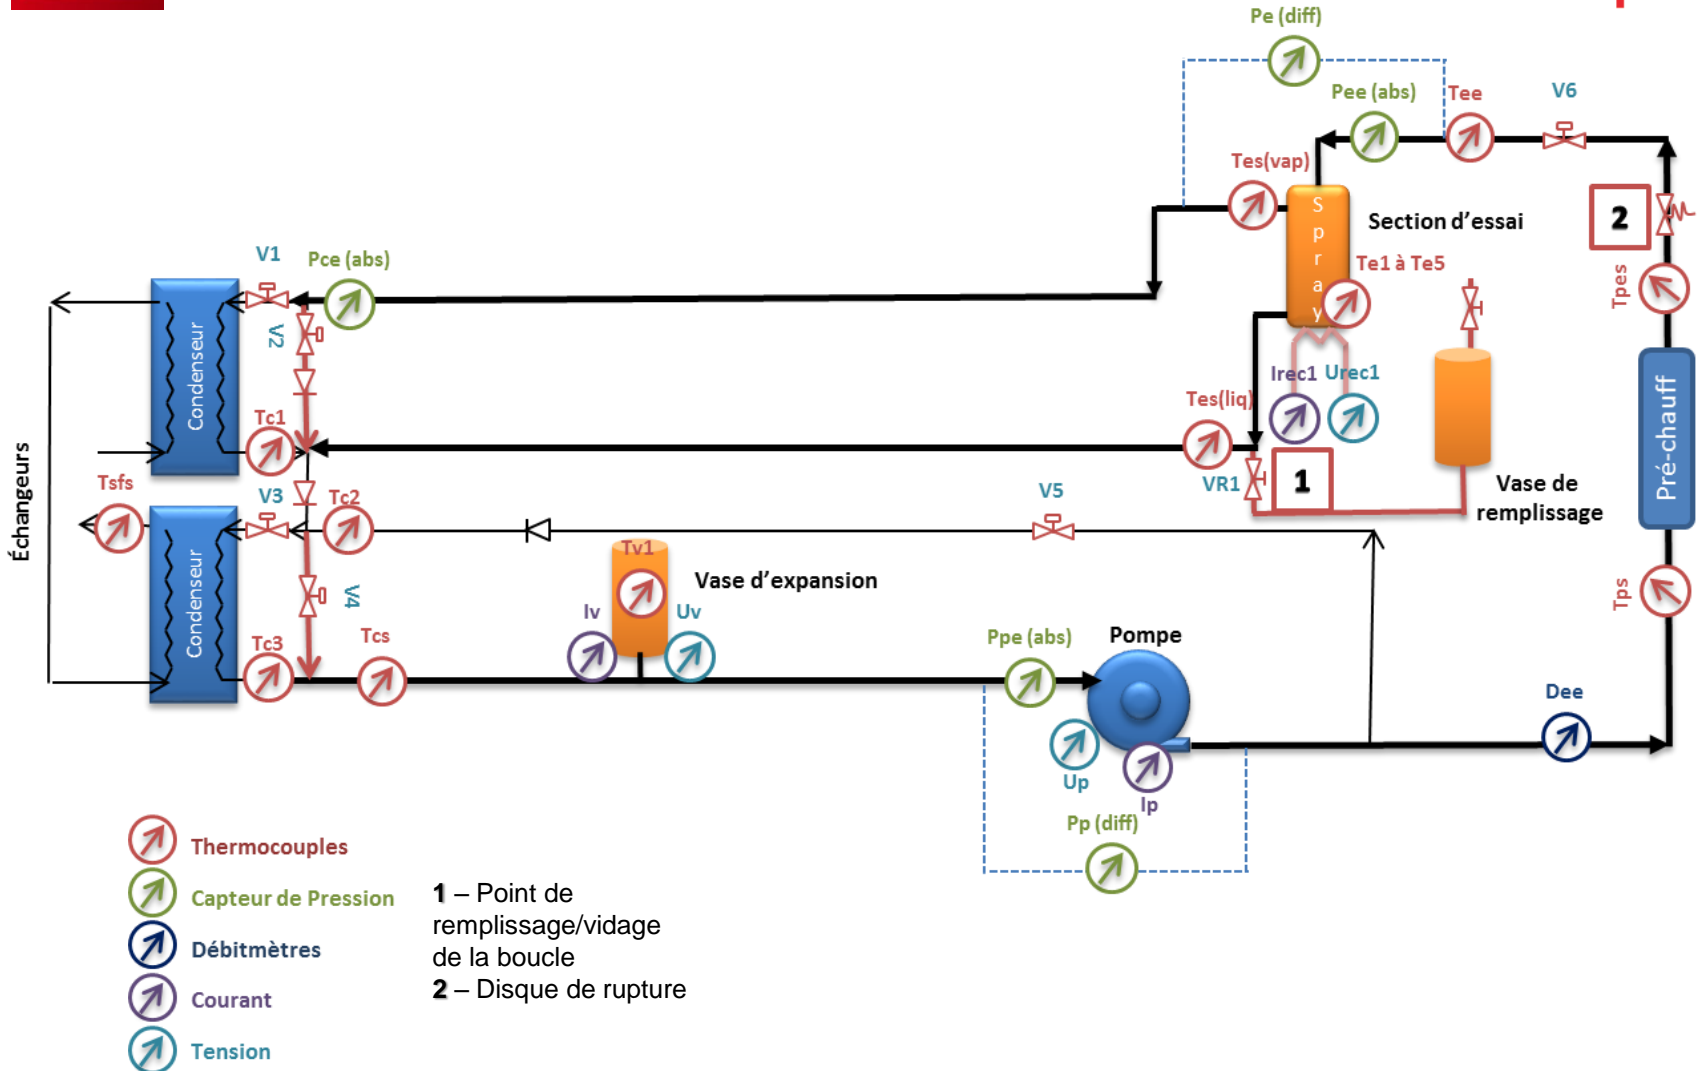 Pe (diff)
Pee (abs)
Tee
V6
Tes(vap)
Spray
Section d'essai
2
Te1 à Te5
Tpes
V1
Pce (abs)
V2
Condenseur
Irec1
Urec1
Tes(liq)
Tc1
Pré-chauff
Échangeurs
VR1
1
Vase de
remplissage
Tsfs
V3
Tc2
V5
Tv1
Vase d'expansion
Condenseur
V4
Iv
Uv
Tps
Tc3
Tcs
Ppe (abs)
Pompe
Dee
Up
Ip
Pp (diff)
Thermocouples
Capteur de Pression
Débitmètres
Courant
Tension
1 – Point de
remplissage/vidage
de la boucle
2 – Disque de rupture